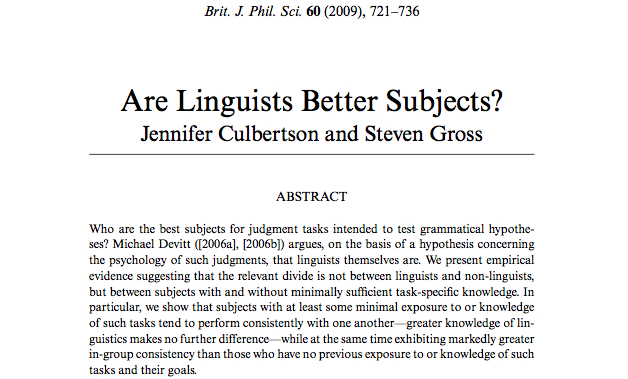 Brit. J. Phil. Sci. 60 (2009), 721–736
Are Linguists Better Subjects?
Jennifer Culbertson and Steven Gross
ABSTRACT
Who are the best subjects for judgment tasks intended to test grammatical hypothe-
ses? Michael Devitt ([2006a], [2006b]) argues, on the basis of a hypothesis concerning
the psychology of such judgments, that linguists themselves are. We present empirical
evidence suggesting that the relevant divide is not between linguists and non-linguists,
but between subjects with and without minimally sufficient task-specific knowledge. In
particular, we show that subjects with at least some minimal exposure to or knowledge
of such tasks tend to perform consistently with one another—greater knowledge of lin-
guistics makes no further difference—while at the same time exhibiting markedly greater
in-group consistency than those who have no previous exposure to or knowledge of such
tasks and their goals.